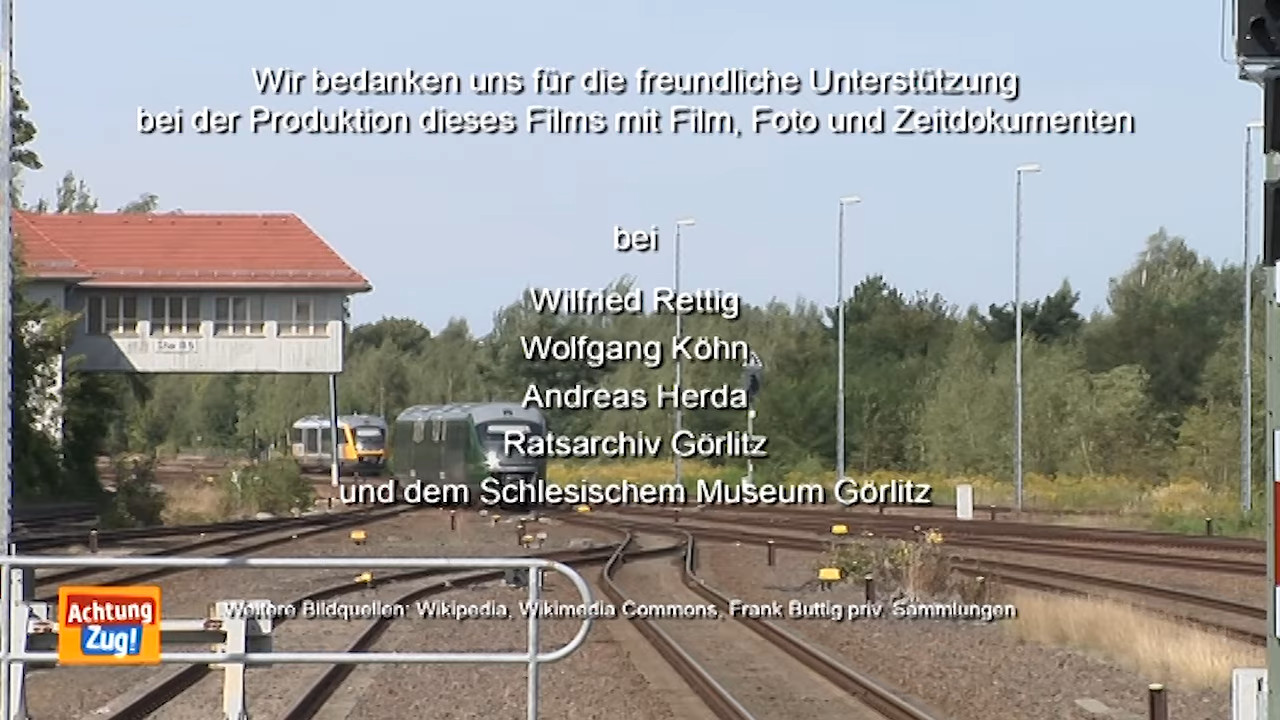 Wir bedanken uns für die freundliche Unterstützung
bei der Produktion dieses Films mit Film, Foto und Zeitdokumenten
bei
Wilfried Rettig
Wolfgang Köhn
Andreas Herda
Ratsarchiv Görlitz
und dem Schlesischem Museum Görlitz
Weitere Bildquellen: Wikipedia, Wikimedia Commons, Frank Buttig priv. Sammlungen
Achtung
Zug!